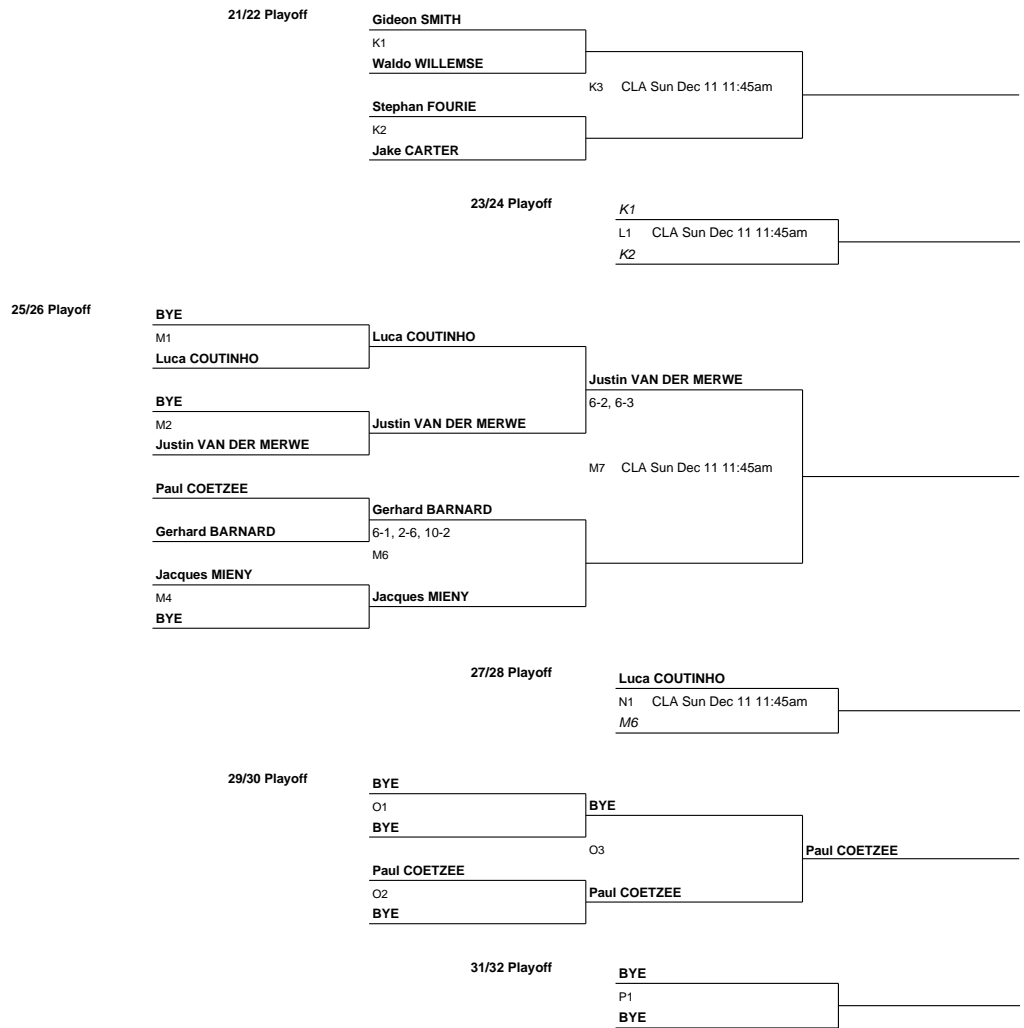 21/22 Playoff
Gideon SMITH
K1
Waldo WILLEMSE
K3 CLA Sun Dec 11 11:45am
Stephan FOURIE
K2
Jake CARTER
23/24 Playoff
K1
L1 CLA Sun Dec 11 11:45am
K2
25/26 Playoff
BYE
M1
Luca COUTINHO
Luca COUTINHO
Justin VAN DER MERWE
6-2, 6-3
BYE
M2
Justin VAN DER MERWE
Justin VAN DER MERWE
M7 CLA Sun Dec 11 11:45am
Paul COETZEE
Gerhard BARNARD
Gerhard BARNARD
6-1, 2-6, 10-2
M6
Jacques MIENY
M4
Jacques MIENY
BYE
27/28 Playoff
Luca COUTINHO
N1 CLA Sun Dec 11 11:45am
M6
29/30 Playoff
BYE
O1
BYE
BYE
O3
Paul COETZEE
Paul COETZEE
O2
Paul COETZEE
BYE
31/32 Playoff
BYE
P1
BYE